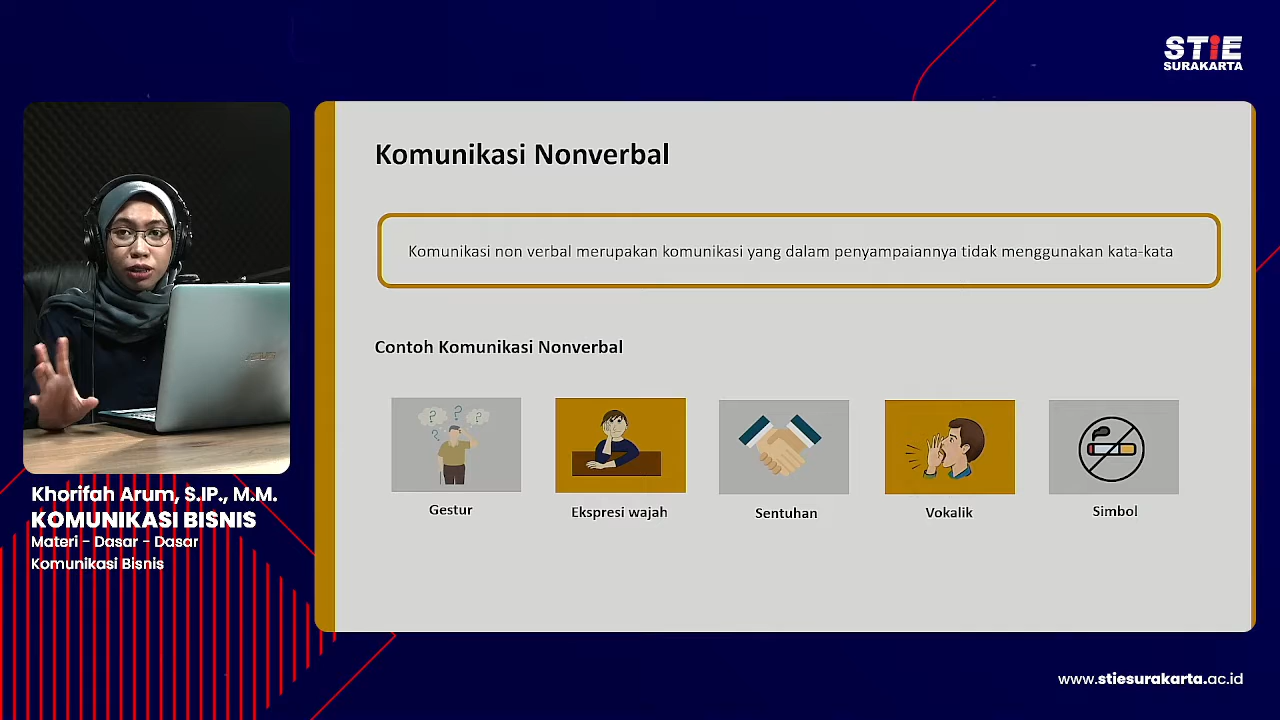 STIE
SURAKARTA
Komunikasi Nonverbal
Komunikasi non verbal merupakan komunikasi yang dalam penyampaiannya tidak menggunakan kata-kata
Contoh Komunikasi Nonverbal
? ? ?
?
Gestur
Ekspresi wajah
Sentuhan
Vokalik
Simbol
Khorifah Arum, S.IP., M.M.
KOMUNIKASI BISNIS
Materi - Dasar - Dasar
Komunikasi Bisnis
www.stiesurakarta.ac.id